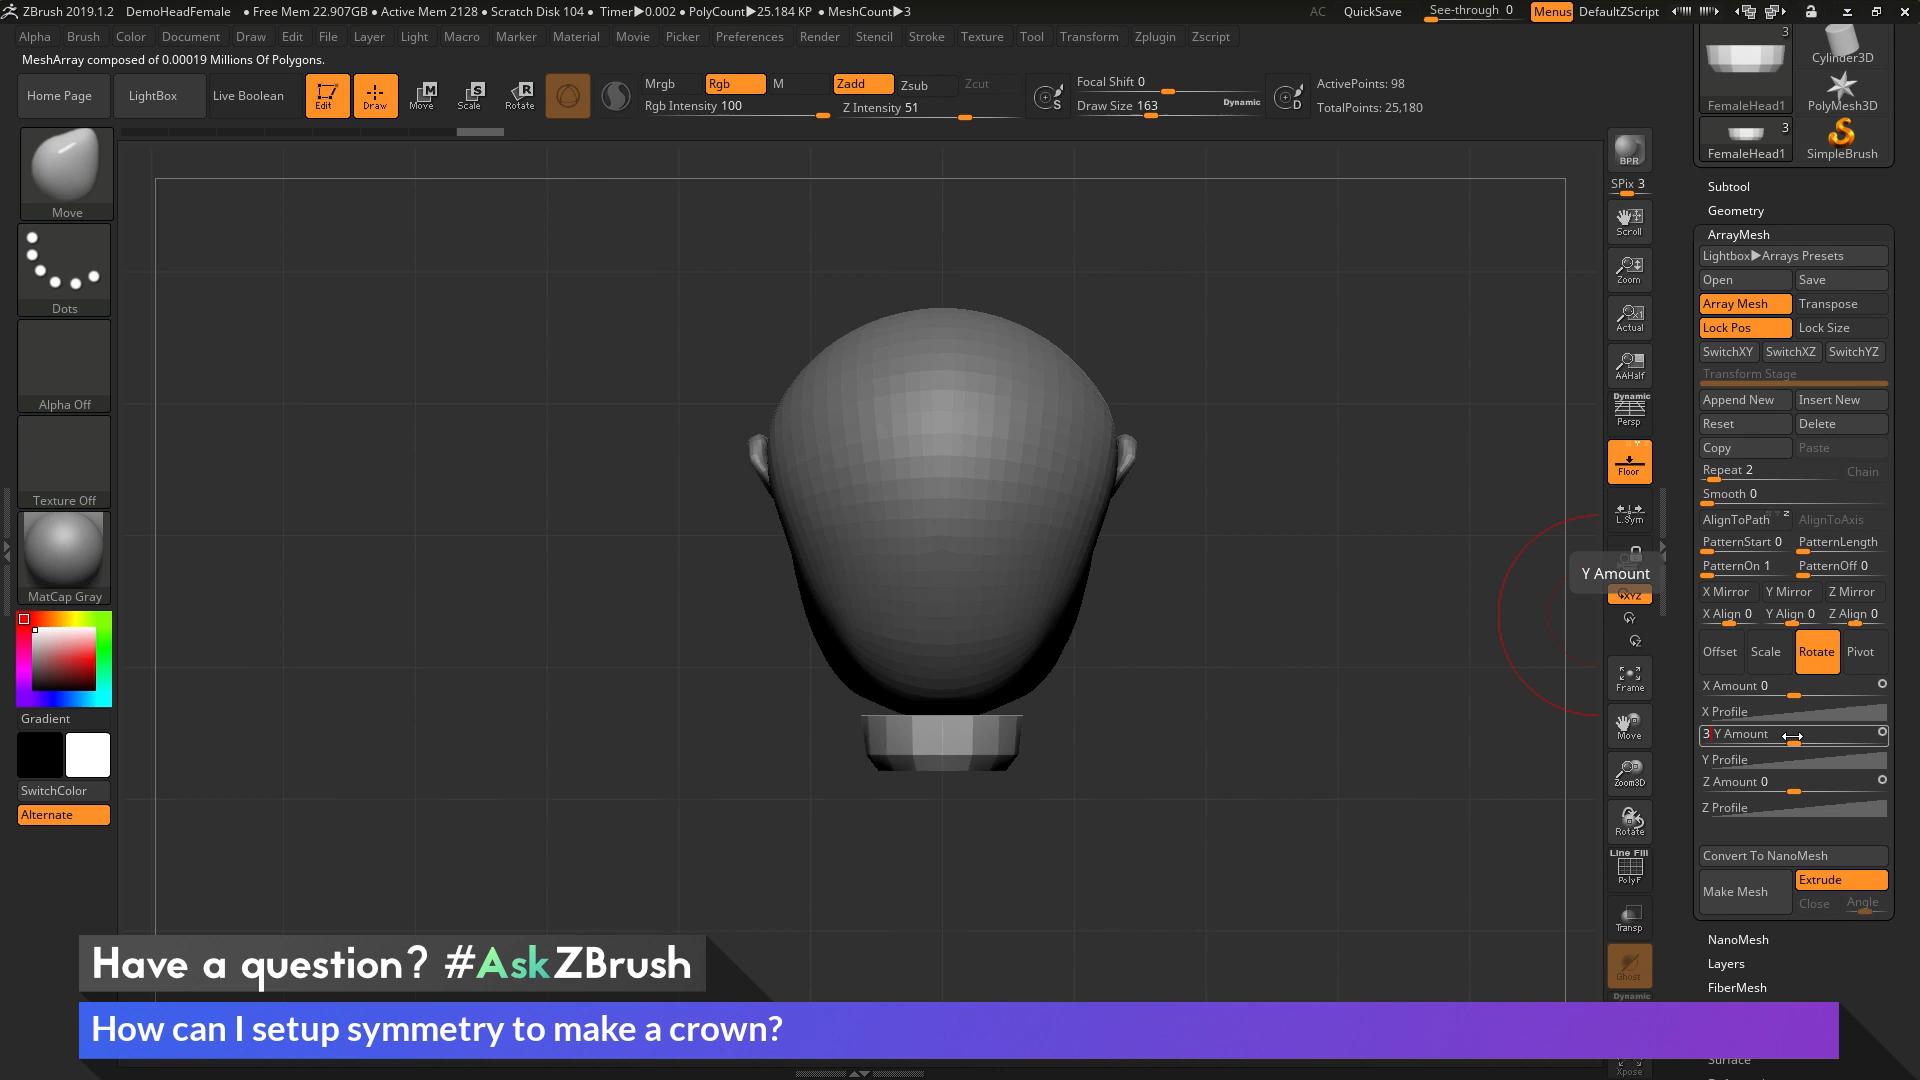 ZBrush 2019.1.2 DemoHeadFemale • Free Mem 22.907GB • Active Mem 2128 • Scratch Disk 104 • Timer▶0.002 • PolyCount▶25.184 KP • MeshCount▶3 AC QuickSave See-through 0 Menus DefaultZScript
Alpha Brush Color Document Draw Edit File Layer Light Macro Marker Material Movie Picker Preferences Render Stencil Stroke Texture Tool Transform Zplugin Zscript
MeshArray composed of 0.00019 Millions Of Polygons.
Home Page LightBox Live Boolean Edit Draw Move Scale Rotate
Mrgb Rgb M Zadd Zsub Zcut
Rgb Intensity 100 Z Intensity 51
S
Focal Shift 0
Draw Size 163 Dynamic
D
ActivePoints: 98
TotalPoints: 25,180
Move
Dots
Alpha Off
Texture Off
MatCap Gray
Gradient
SwitchColor
Alternate
BPR
SPix 3
Scroll
Zoom
Actual
AAHalf
Dynamic
Persp
Floor
L.Sym
Y Amount
XYZ
Y
Z
Frame
Move
Zoom3D
Rotate
Line Fill
PolyF
Transp
Ghost
Dynamic
Xpose
3
FemaleHead1
Cylinder3D
PolyMesh3D
3
FemaleHead1
SimpleBrush
Subtool
Geometry
ArrayMesh
Lightbox▶Arrays Presets
Open Save
Array Mesh Transpose
Lock Pos Lock Size
SwitchXY SwitchXZ SwitchYZ
Transform Stage
Append New Insert New
Reset Delete
Copy Paste
Repeat 2 Chain
Smooth 0
AlignToPath AlignToAxis
PatternStart 0 PatternLength
PatternOn 1 PatternOff 0
X Mirror Y Mirror Z Mirror
X Align 0 Y Align 0 Z Align 0
Offset Scale Rotate Pivot
X Amount 0
X Profile
3 Y Amount
Y Profile
Z Amount 0
Z Profile
Convert To NanoMesh
Make Mesh Extrude
Close Angle
NanoMesh
Layers
FiberMesh
Surface
Have a question? #AskZBrush
How can I setup symmetry to make a crown?